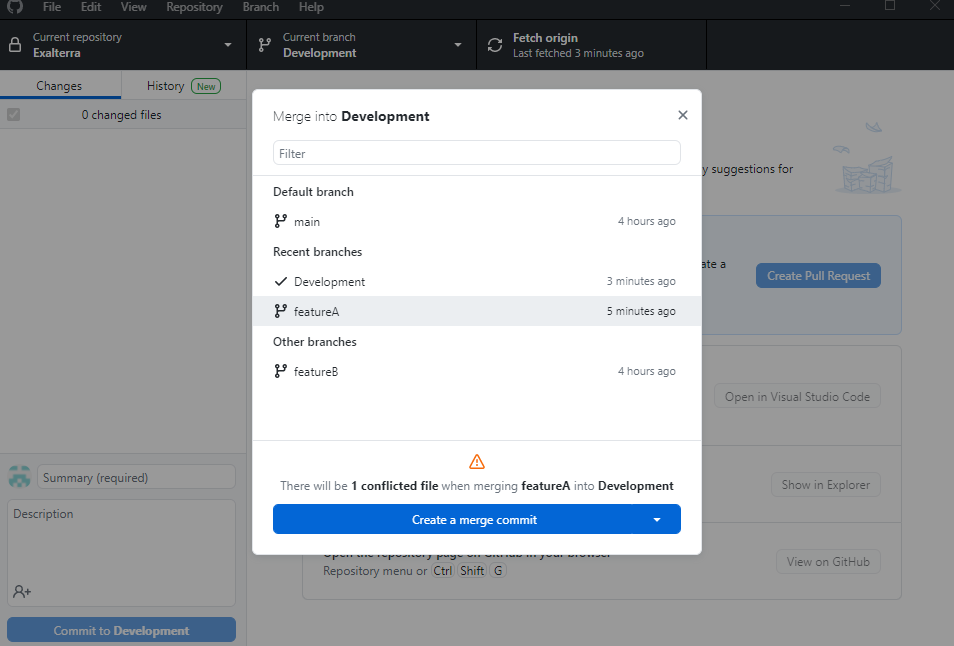 File Edit View Repository Branch Help
Current repository
Exalterra
Current branch
Development
Fetch origin
Last fetched 3 minutes ago
Changes
History New
0 changed files
Merge into Development
Filter
Default branch
main 4 hours ago
Recent branches
Development 3 minutes ago
featureA 5 minutes ago
Other branches
featureB 4 hours ago
There will be 1 conflicted file when merging featureA into Development
Create a merge commit
y suggestions for
ate a
Create Pull Request
Open in Visual Studio Code
Show in Explorer
Open the repository page on GitHub in your browser
Repository menu or Ctrl Shift G
View on GitHub
Summary (required)
Description
Commit to Development